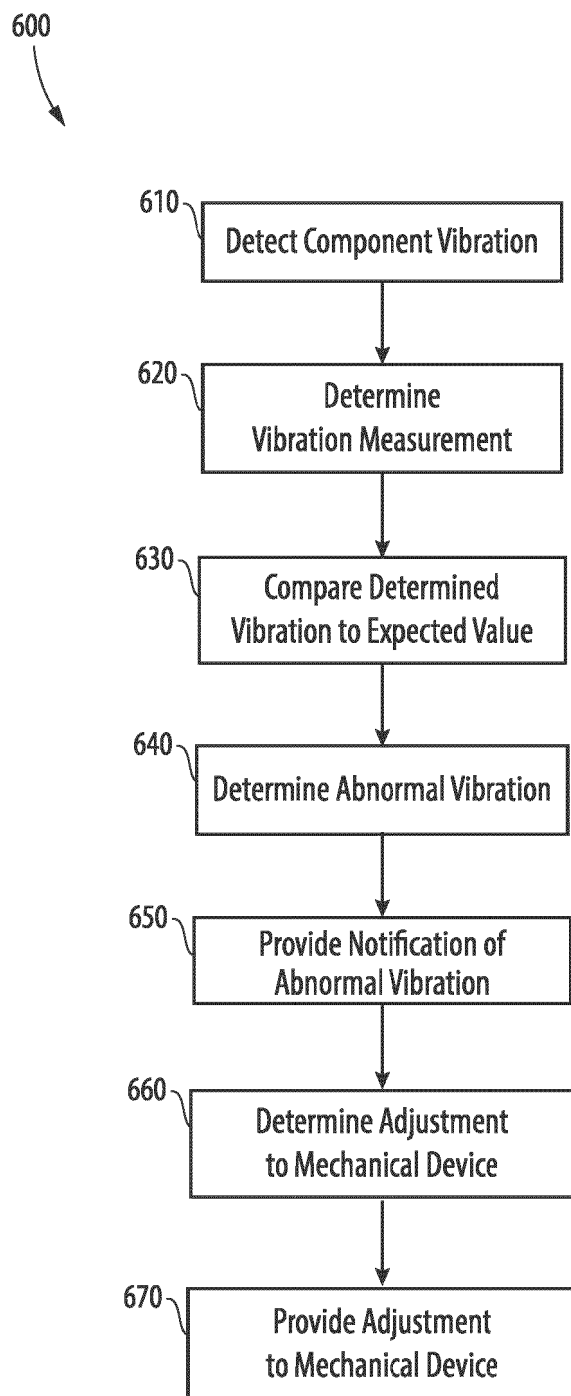 600
610
Detect Component Vibration
620
Determine
Vibration Measurement
630
Compare Determined
Vibration to Expected Value
640
Determine Abnormal Vibration
650
Provide Notification of
Abnormal Vibration
660
Determine Adjustment
to Mechanical Device
670
Provide Adjustment
to Mechanical Device